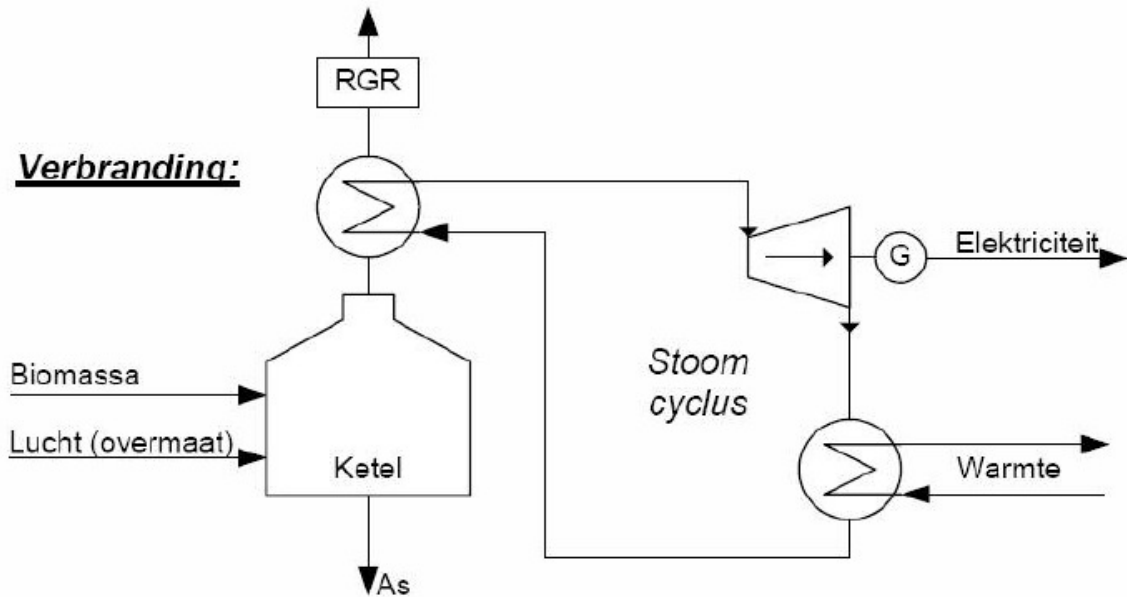 RGR
Verbranding:
G
Elektriciteit
Stoom
cyclus
Biomassa
Lucht (overmaat)
Ketel
Warmte
As